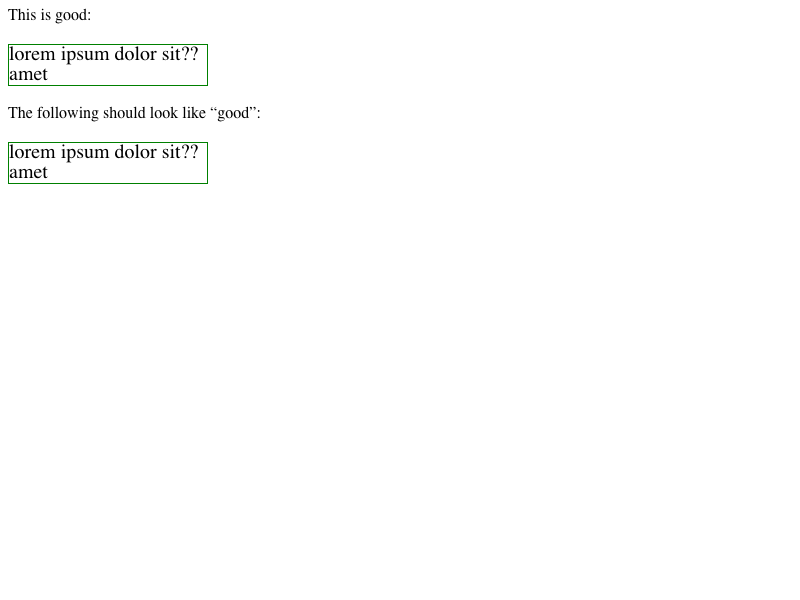 This is good:
lorem ipsum dolor sit??
amet
The following should look like “good”:
lorem ipsum dolor sit??
amet